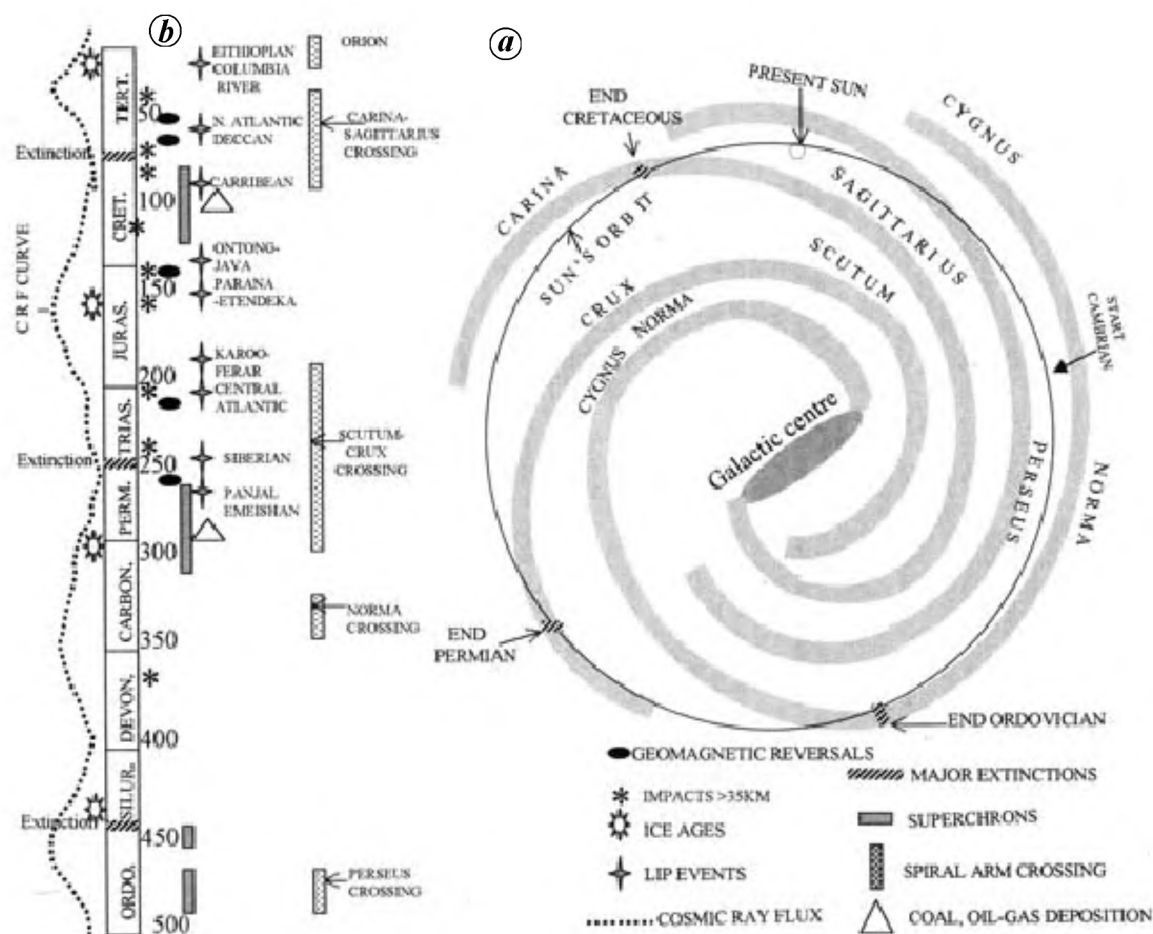 b
a
EITHIOPIAN
COLUMBIA
RIVER
ORION
TERT.
50
N. ATLANTIC
DECCAN
CARINA-
SAGITTARIUS
CROSSING
Extinction
CARRIBEAN
100
CRET.
CRF CURVE
ONTONG-
JAVA
150
PARANA
-ETENDEKA
JURAS.
200
KAROO-
FERAR
CENTRAL
ATLANTIC
TRIAS.
Extinction
250
SIBERIAN
SCUTUM-
CRUX
CROSSING
PERM.
PANJAL
EMEISHAN
300
CARBON.
NORMA
CROSSING
350
DEVON.
400
SILUR.
Extinction
450
ORDO.
PERSEUS
CROSSING
500
PRESENT SUN
END
CRETACEOUS
CYGNUS
CARINA
SUN'S ORBIT
SAGITTARIUS
SCUTUM
CRUX
NORMA
CYGNUS
START
CAMBRIAN
Galactic centre
PERSEUS
NORMA
END
PERMIAN
END ORDOVICIAN
GEOMAGNETIC REVERSALS
MAJOR EXTINCTIONS
IMPACTS >35KM
SUPERCHRONS
ICE AGES
LIP EVENTS
SPIRAL ARM CROSSING
COSMIC RAY FLUX
COAL, OIL-GAS DEPOSITION